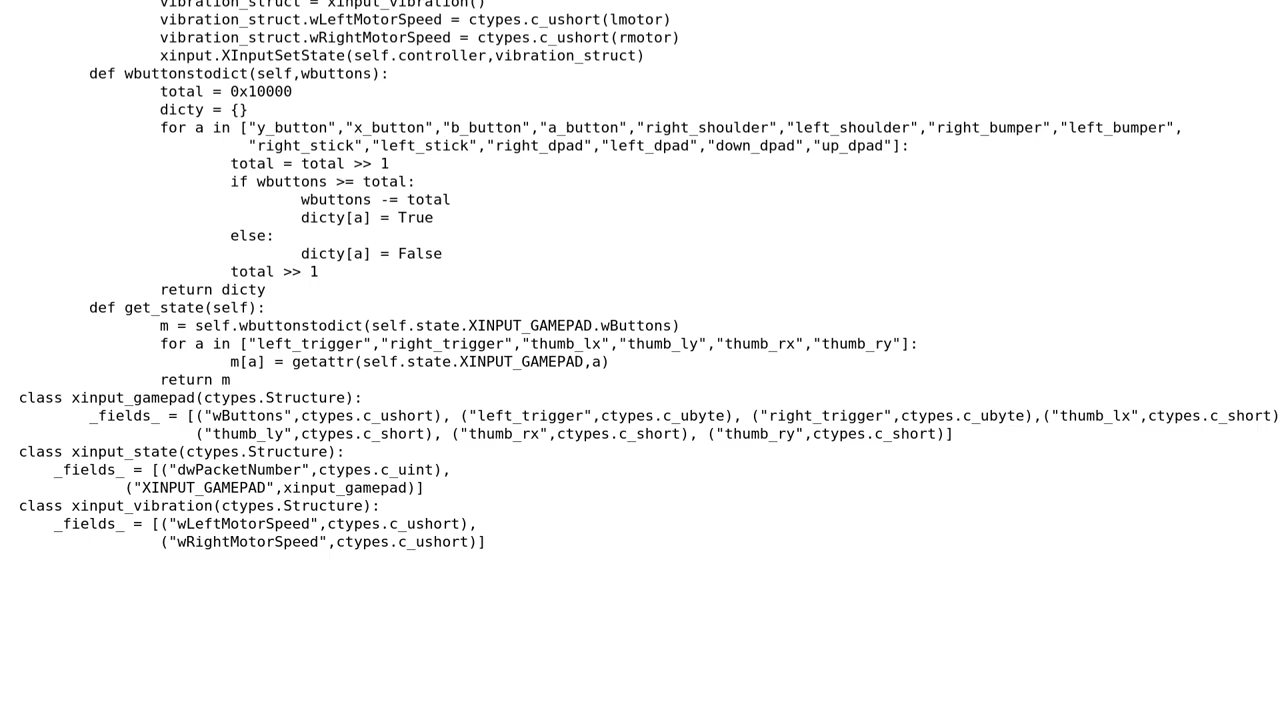 vibration_struct = xinput_vibration()
vibration_struct.wLeftMotorSpeed = ctypes.c_ushort(lmotor)
vibration_struct.wRightMotorSpeed = ctypes.c_ushort(rmotor)
xinput.XInputSetState(self.controller,vibration_struct)
def wbuttonstodict(self,wbuttons):
total = 0x10000
dicty = {}
for a in ["y_button","x_button","b_button","a_button","right_shoulder","left_shoulder","right_bumper","left_bumper",
"right_stick","left_stick","right_dpad","left_dpad","down_dpad","up_dpad"]:
total = total >> 1
if wbuttons >= total:
wbuttons -= total
dicty[a] = True
else:
dicty[a] = False
total >> 1
return dicty
def get_state(self):
m = self.wbuttonstodict(self.state.XINPUT_GAMEPAD.wButtons)
for a in ["left_trigger","right_trigger","thumb_lx","thumb_ly","thumb_rx","thumb_ry"]:
m[a] = getattr(self.state.XINPUT_GAMEPAD,a)
return m
class xinput_gamepad(ctypes.Structure):
_fields_ = [("wButtons",ctypes.c_ushort), ("left_trigger",ctypes.c_ubyte), ("right_trigger",ctypes.c_ubyte),("thumb_lx",ctypes.c_short)
("thumb_ly",ctypes.c_short), ("thumb_rx",ctypes.c_short), ("thumb_ry",ctypes.c_short)]
class xinput_state(ctypes.Structure):
_fields_ = [("dwPacketNumber",ctypes.c_uint),
("XINPUT_GAMEPAD",xinput_gamepad)]
class xinput_vibration(ctypes.Structure):
_fields_ = [("wLeftMotorSpeed",ctypes.c_ushort),
("wRightMotorSpeed",ctypes.c_ushort)]